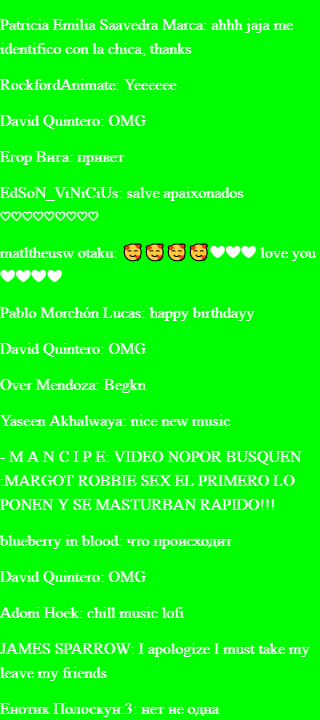 Patricia Emilia Saavedra Marca: ahhh jaja me
identifico con la chica, thanks
RockfordAnimate: Yeeeeee
David Quintero: OMG
Егор Вига: привет
EdSoN_ViNiCiUs: salve apaixonados
♡♡♡♡♡♡♡♡♡
matltheusw otaku: 🥰🥰🥰🥰❤❤❤ love you
❤❤❤❤
Pablo Morchón Lucas: happy birthdayy
David Quintero: OMG
Over Mendoza: Begkn
Yaseen Akhalwaya: nice new music
- M A N C I P E: VIDEO NOPOR BUSQUEN
:MARGOT ROBBIE SEX EL PRIMERO LO
PONEN Y SE MASTURBAN RAPIDO!!!
blueberry in blood: что происходит
David Quintero: OMG
Adoni Hoek: chill music lofi
JAMES SPARROW: I apologize I must take my
leave my friends
Енотик Полоскун:3: нет не одна